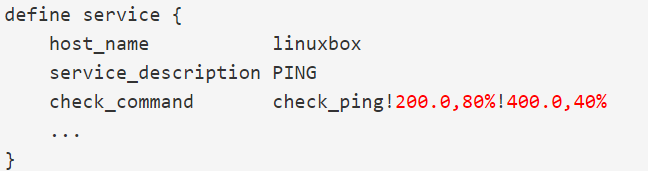 define service {
    host_name           linuxbox
    service_description PING
    check_command       check_ping!200.0,80%!400.0,40%
    ...
}